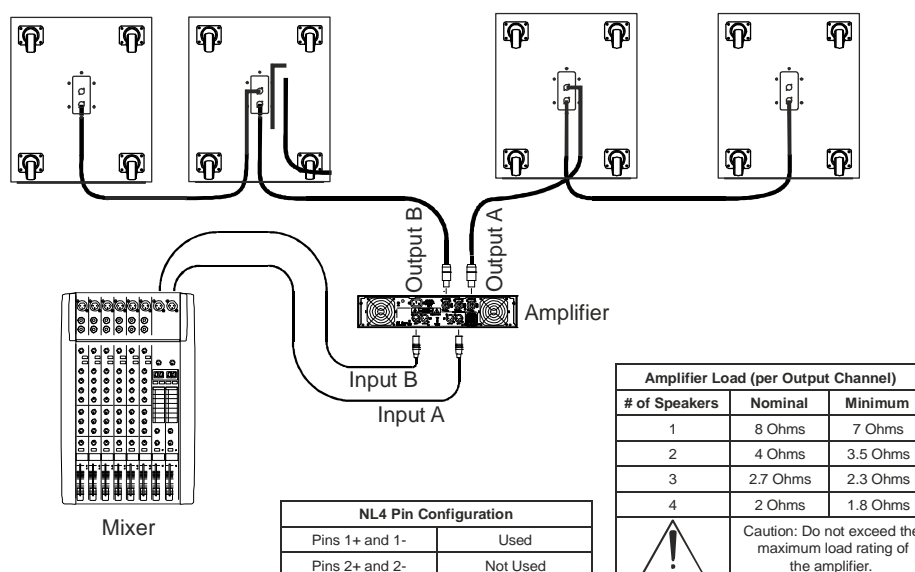 Output B
Output A
Amplifier
Input B
Input A
Mixer
Amplifier Load (per Output Channel)
# of Speakers Nominal Minimum
1 8 Ohms 7 Ohms
2 4 Ohms 3.5 Ohms
3 2.7 Ohms 2.3 Ohms
4 2 Ohms 1.8 Ohms
! Caution: Do not exceed the
maximum load rating of
the amplifier.
NL4 Pin Configuration
Pins 1+ and 1- Used
Pins 2+ and 2- Not Used